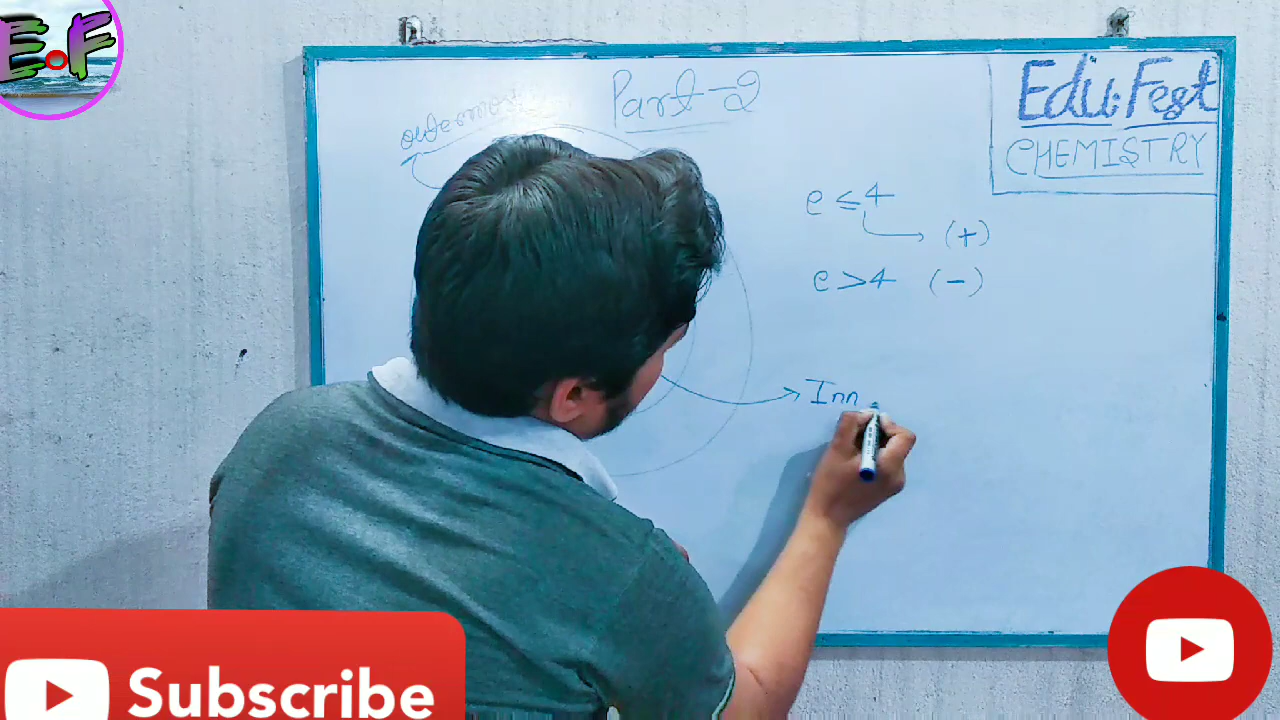 E.F
Part-2
Edu. Fest
CHEMISTRY
outermost
e ≤ 4
(+)
e > 4 (-)
Inn
Subscribe